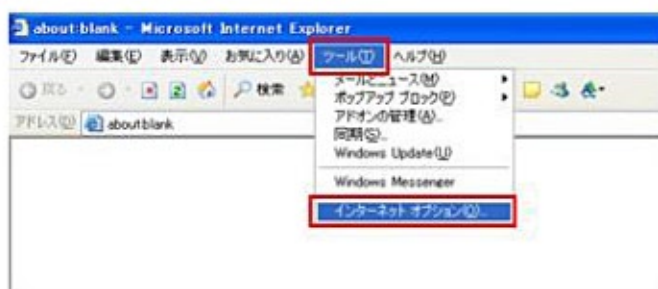 about:blank - Microsoft Internet Explorer
ファイル(F) 編集(E) 表示(V) お気に入り(A) ツール(T) ヘルプ(H)
戻る 検索
メールとニュース(M)
ポップアップ ブロック(P)
アドオンの管理(A)...
同期(S)...
Windows Update(U)
Windows Messenger
インターネット オプション(O)...
アドレス(D) about:blank